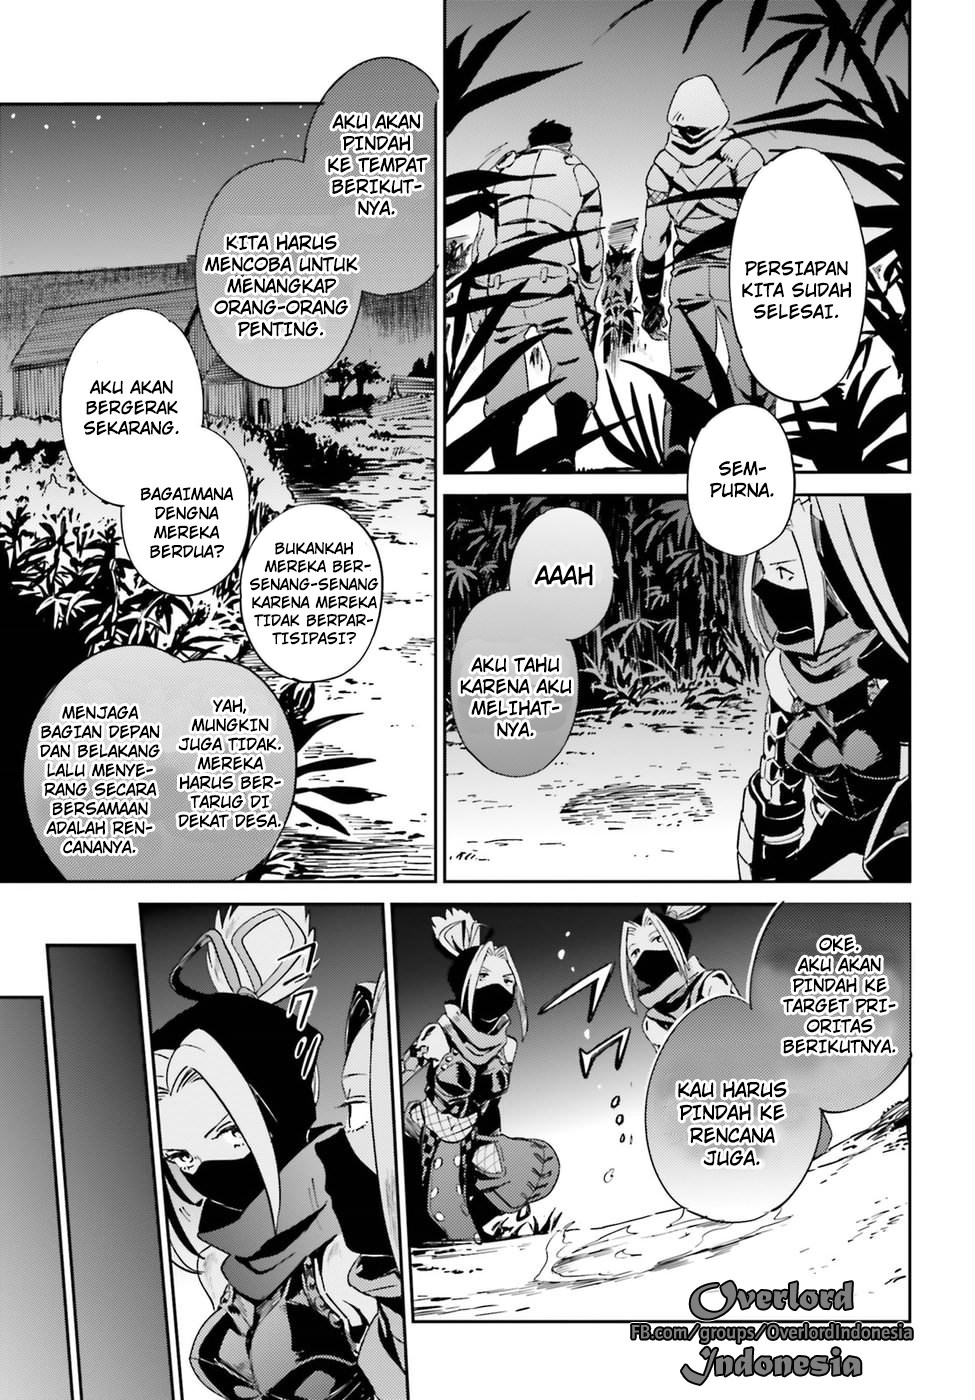 PERSIAPAN
KITA SUDAH
SELESAI.
SEM-
PURNA.
AAAH
AKU TAHU
KARENA AKU
MELIHAT-
NYA.
AKU AKAN
PINDAH
KE TEMPAT
BERIKUT-
NYA.
KITA HARUS
MENCOBA UNTUK
MENANGKAP
ORANG-ORANG
PENTING.
AKU AKAN
BERGERAK
SEKARANG.
BAGAIMANA
DENGNA
MEREKA
BERDUA?
BUKANKAH
MEREKA BER-
SENANG-SENANG
KARENA MEREKA
TIDAK BERPAR-
TISIPASI?
YAH,
MUNGKIN
JUGA TIDAK.
MEREKA
HARUS BER-
TARUG DI
DEKAT DESA.
MENJAGA
BAGIAN DEPAN
DAN BELAKANG
LALU MENYE-
RANG SECARA
BERSAMAAN
ADALAH REN-
CANANYA.
OKE,
AKU AKAN
PINDAH KE
TARGET PRI-
ORITAS
BERIKUTNYA.
KAU HARUS
PINDAH KE
RENCANA
JUGA.
Overlord
FB.com/groups/OverlordIndonesia
Indonesia